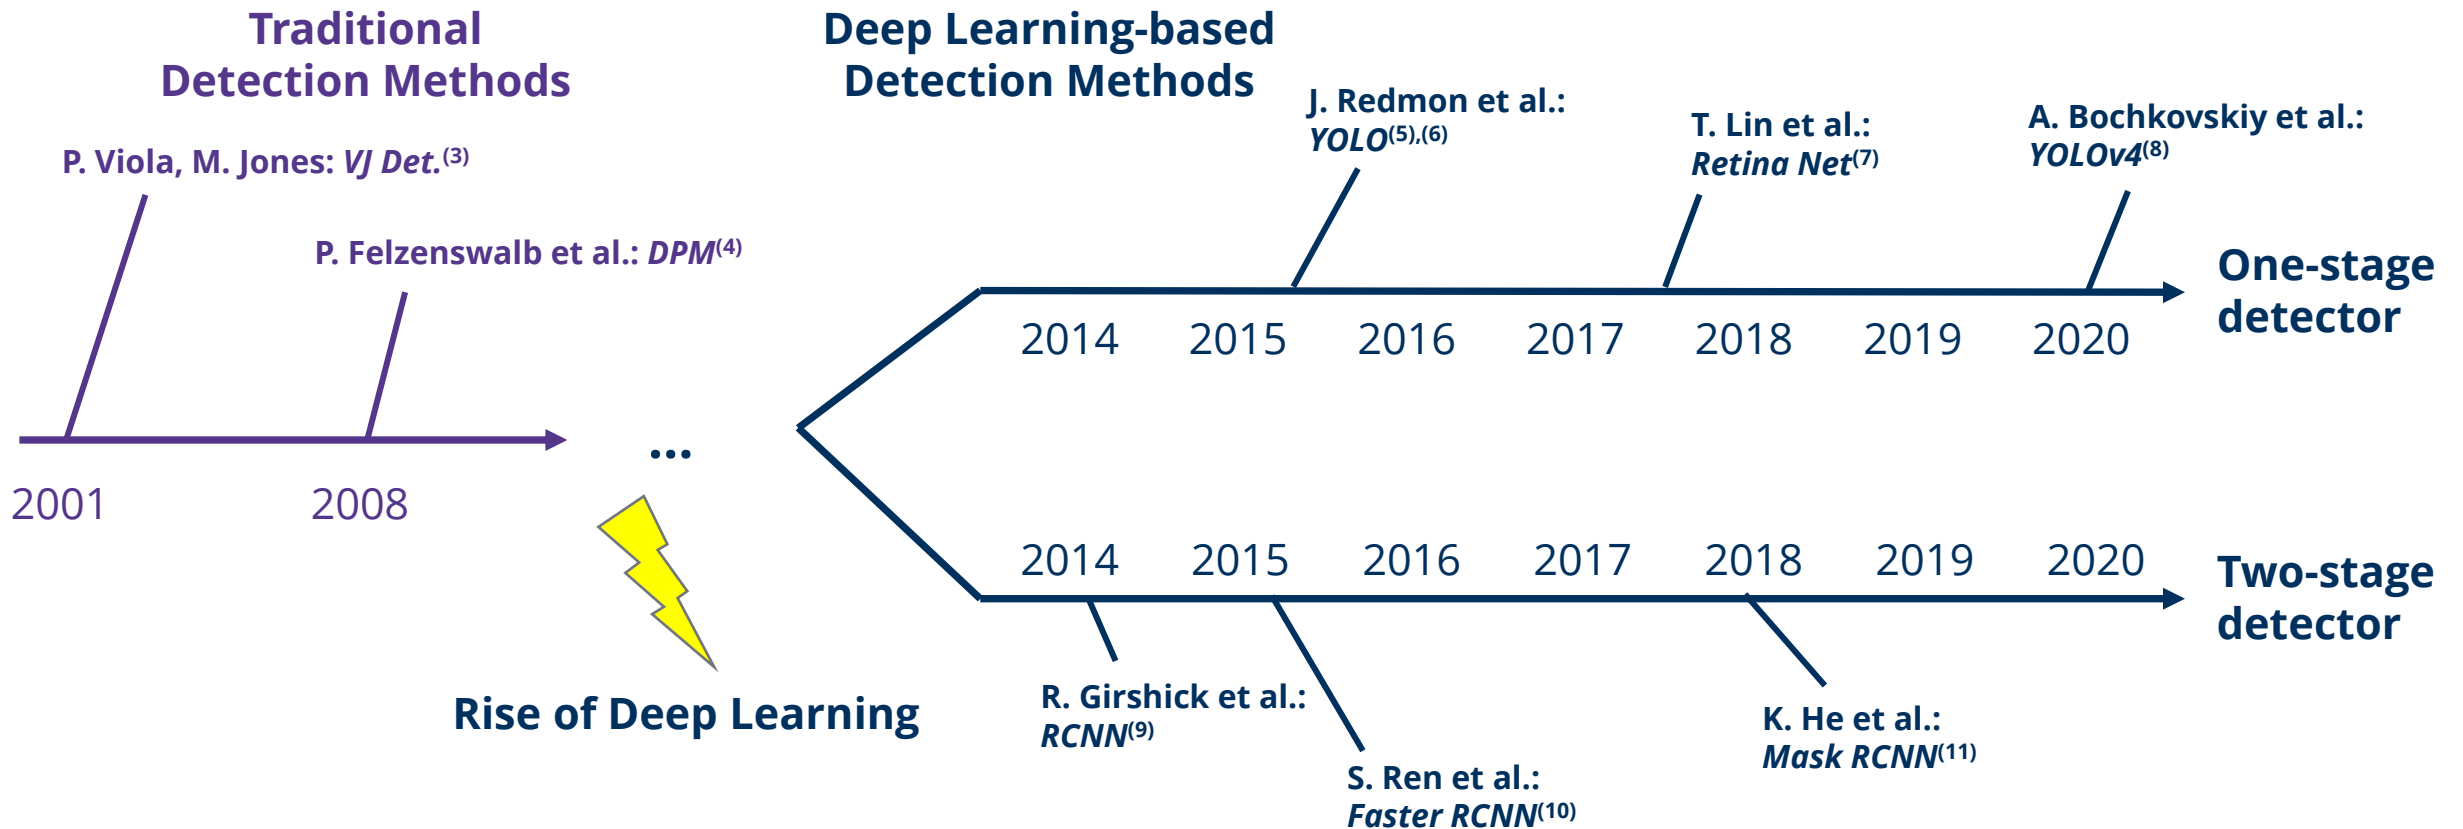 Traditional
Detection Methods
Deep Learning-based
Detection Methods
P. Viola, M. Jones: VJ Det.(3)
P. Felzenswalb et al.: DPM(4)
2001
2008
...
Rise of Deep Learning
J. Redmon et al.:
YOLO(5),(6)
T. Lin et al.:
Retina Net(7)
A. Bochkovskiy et al.:
YOLOv4(8)
2014 2015 2016 2017 2018 2019 2020
One-stage
detector
2014 2015 2016 2017 2018 2019 2020
Two-stage
detector
R. Girshick et al.:
RCNN(9)
S. Ren et al.:
Faster RCNN(10)
K. He et al.:
Mask RCNN(11)